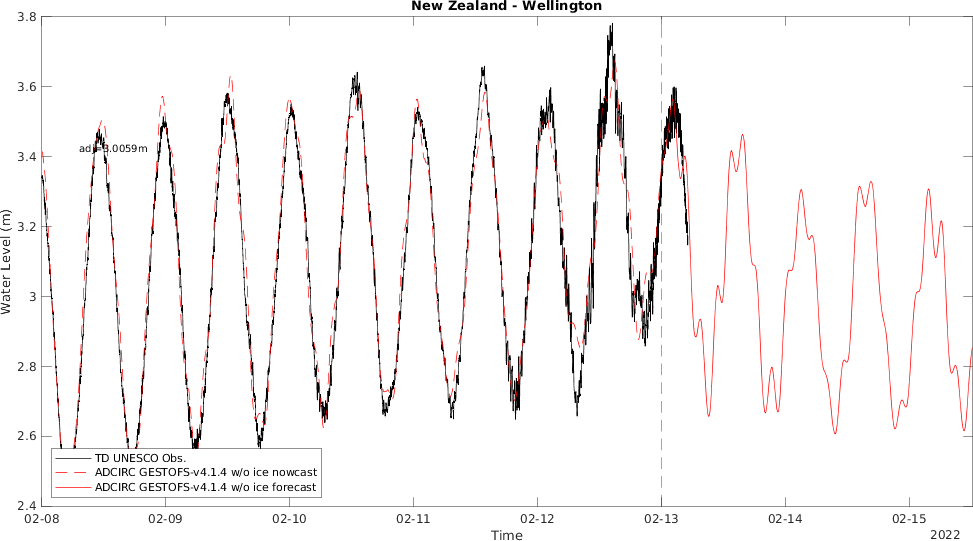 New Zealand - Wellington
3.8
3.6
3.4
3.2
3
2.8
2.6
2.4
Water Level (m)
adj=3.0059m
TD UNESCO Obs.
ADCIRC GESTOFS-v4.1.4 w/o ice nowcast
ADCIRC GESTOFS-v4.1.4 w/o ice forecast
02-08 02-09 02-10 02-11 02-12 02-13 02-14 02-15
Time
2022